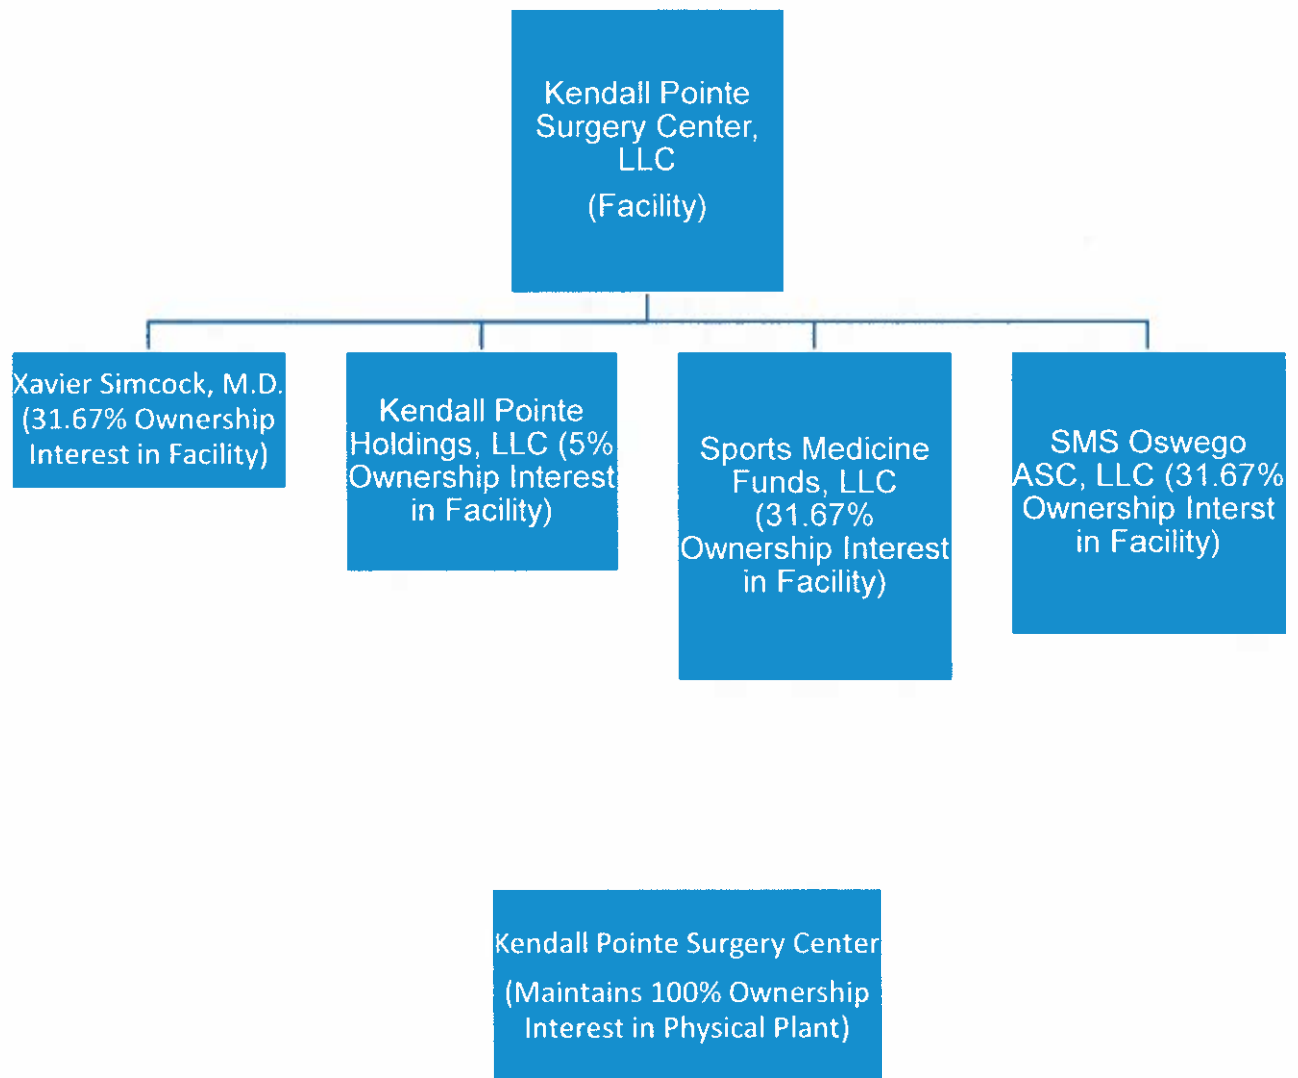 Kendall Pointe
Surgery Center,
LLC
(Facility)
Xavier Simcock, M.D.
(31.67% Ownership
Interest in Facility)
Kendall Pointe
Holdings, LLC (5%
Ownership Interest
in Facility)
Sports Medicine
Funds, LLC
(31.67%
Ownership Interest
in Facility)
SMS Oswego
ASC, LLC (31.67%
Ownership Interst
in Facility)
Kendall Pointe Surgery Center
(Maintains 100% Ownership
Interest in Physical Plant)